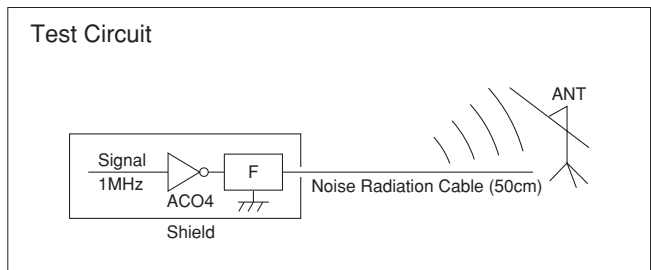 Test Circuit
ANT
Signal
1MHz
F
ACO4
Noise Radiation Cable (50cm)
Shield